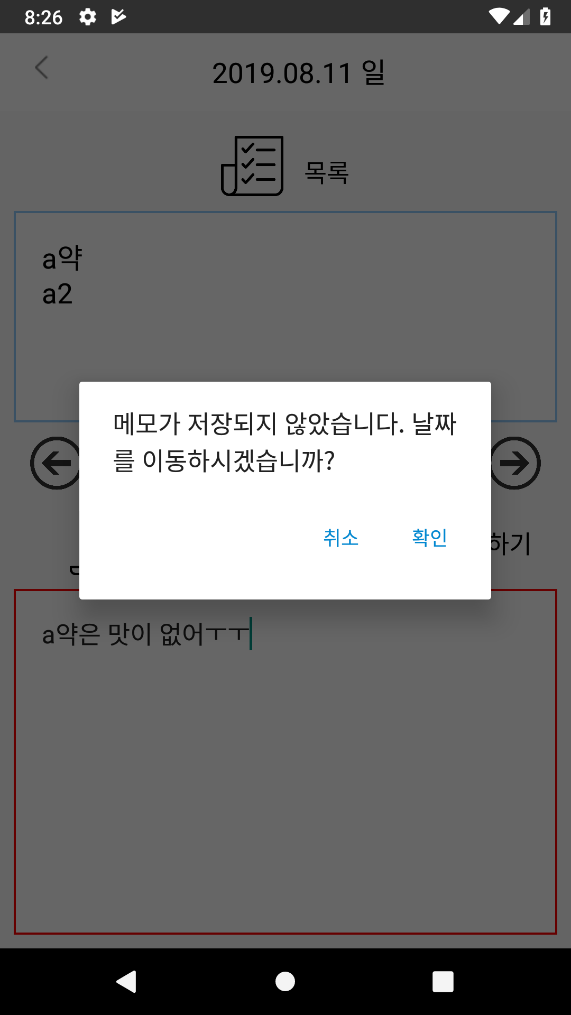 8:26
2019.08.11 일
목록
a약
a2
메모가 저장되지 않았습니다. 날짜
를 이동하시겠습니까?
취소 확인
하기
a약은 맛이 없어ㅜㅜ